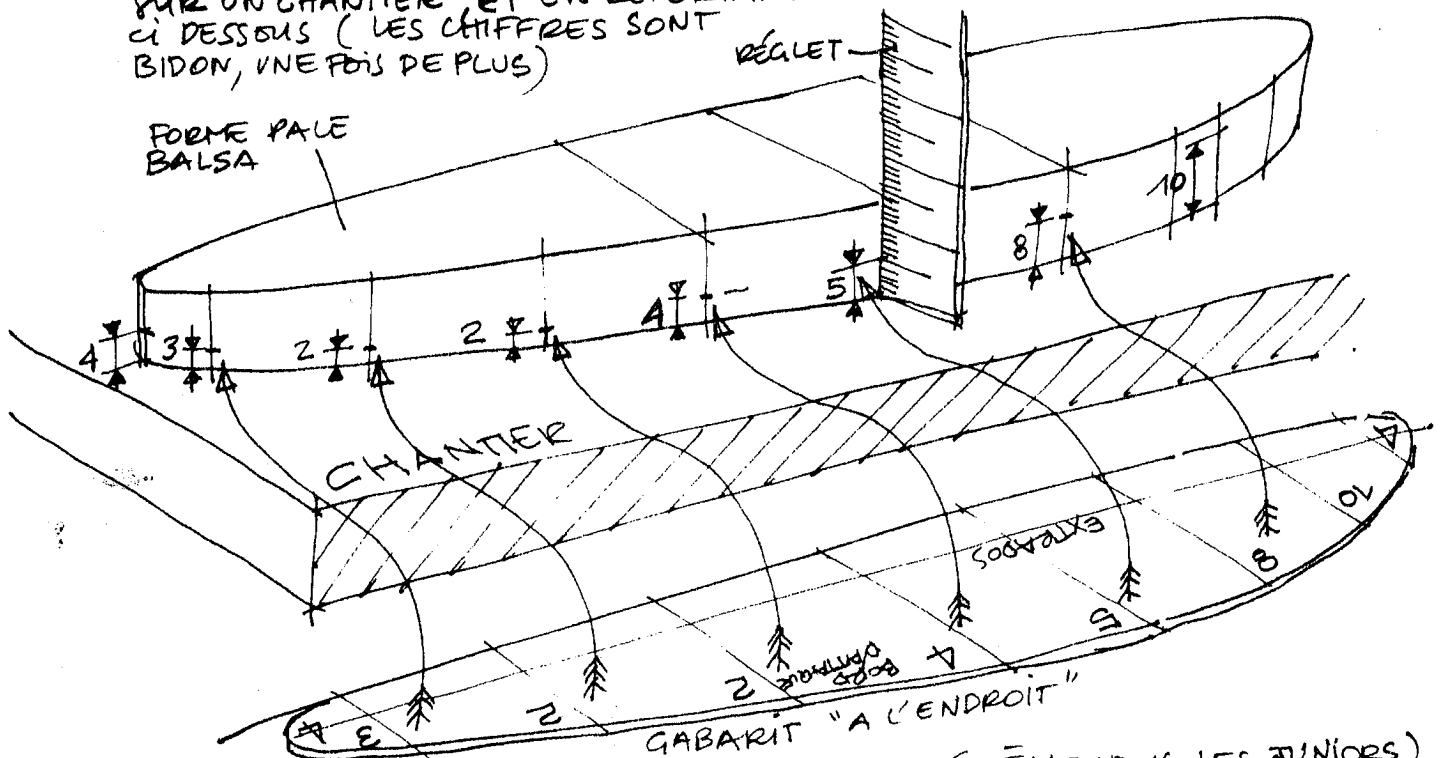 SUR UN CHANTIER, ET ON
CI DESSOUS (LES CHIFFRES SONT
BIDON, UNE FOIS DE PLUS)
RÉGLET
FORME PALE
BALSA
10
8
5
4
2
2
3
4
CHANTIER
EXTRADOS
BORD
D'ATTAQUE
4
3
2
2
4
5
8
10
4
GABARIT "A L'ENDROIT"
LES JUNIORS)